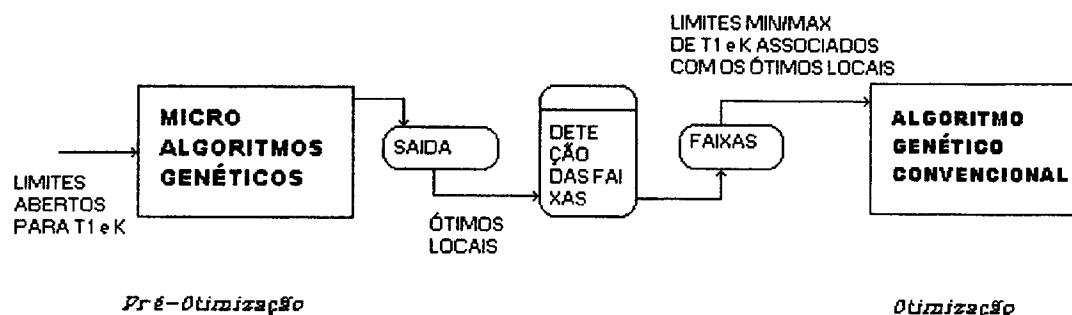 LIMITES MIN/MAX
DE T1 e K ASSOCIADOS
COM OS ÓTIMOS LOCAIS
MICRO
ALGORITMOS
GENÉTICOS
SAIDA
DETE
ÇÃO
DAS FAI
XAS
FAIXAS
ALGORITMO
GENÉTICO
CONVENCIONAL
LIMITES
ABERTOS
PARA T1 e K
ÓTIMOS
LOCAIS
Pré-Otimização
Otimização